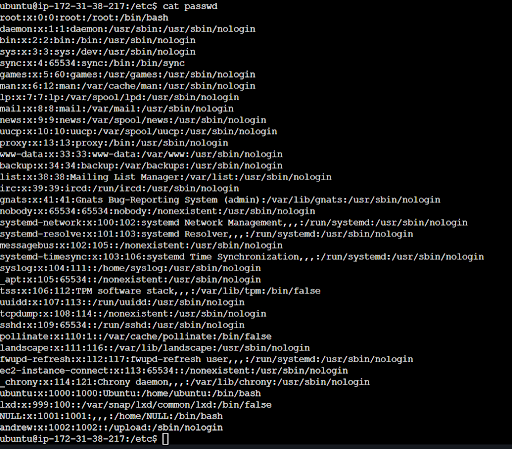 ubuntu@ip-172-31-38-217:/etc$ cat passwd
root:x:0:0:root:/root:/bin/bash
daemon:x:1:1:daemon:/usr/sbin:/usr/sbin/nologin
bin:x:2:2:bin:/bin:/usr/sbin/nologin
sys:x:3:3:sys:/dev:/usr/sbin/nologin
sync:x:4:65534:sync:/bin:/bin/sync
games:x:5:60:games:/usr/games:/usr/sbin/nologin
man:x:6:12:man:/var/cache/man:/usr/sbin/nologin
lp:x:7:7:lp:/var/spool/lpd:/usr/sbin/nologin
mail:x:8:8:mail:/var/mail:/usr/sbin/nologin
news:x:9:9:news:/var/spool/news:/usr/sbin/nologin
uucp:x:10:10:uucp:/var/spool/uucp:/usr/sbin/nologin
proxy:x:13:13:proxy:/bin:/usr/sbin/nologin
www-data:x:33:33:www-data:/var/www:/usr/sbin/nologin
backup:x:34:34:backup:/var/backups:/usr/sbin/nologin
list:x:38:38:Mailing List Manager:/var/list:/usr/sbin/nologin
irc:x:39:39:ircd:/run/ircd:/usr/sbin/nologin
gnats:x:41:41:Gnats Bug-Reporting System (admin):/var/lib/gnats:/usr/sbin/nologin
nobody:x:65534:65534:nobody:/nonexistent:/usr/sbin/nologin
systemd-network:x:100:102:systemd Network Management,,,:/run/systemd:/usr/sbin/nologin
systemd-resolve:x:101:103:systemd Resolver,,,:/run/systemd:/usr/sbin/nologin
messagebus:x:102:105::/nonexistent:/usr/sbin/nologin
systemd-timesync:x:103:106:systemd Time Synchronization,,,:/run/systemd:/usr/sbin/nologin
syslog:x:104:111::/home/syslog:/usr/sbin/nologin
_apt:x:105:65534::/nonexistent:/usr/sbin/nologin
tss:x:106:112:TPM software stack,,,:/var/lib/tpm:/bin/false
uuidd:x:107:113::/run/uuidd:/usr/sbin/nologin
tcpdump:x:108:114::/nonexistent:/usr/sbin/nologin
sshd:x:109:65534::/run/sshd:/usr/sbin/nologin
pollinate:x:110:1::/var/cache/pollinate:/bin/false
landscape:x:111:116::/var/lib/landscape:/usr/sbin/nologin
fwupd-refresh:x:112:117:fwupd-refresh user,,,:/run/systemd:/usr/sbin/nologin
ec2-instance-connect:x:113:65534::/nonexistent:/usr/sbin/nologin
_chrony:x:114:121:Chrony daemon,,,:/var/lib/chrony:/usr/sbin/nologin
ubuntu:x:1000:1000:Ubuntu:/home/ubuntu:/bin/bash
lxd:x:999:100::/var/snap/lxd/common/lxd:/bin/false
NULL:x:1001:1001:,,,:/home/NULL:/bin/bash
andrew:x:1002:1002::/upload:/sbin/nologin
ubuntu@ip-172-31-38-217:/etc$